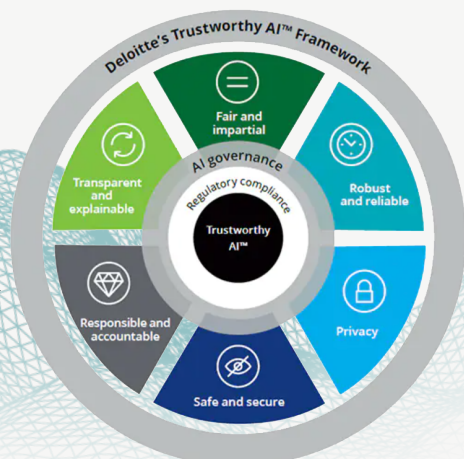 Deloitte's Trustworthy AI™ Framework
Fair and
impartial
Robust
and reliable
Privacy
Safe and secure
Responsible and
accountable
Transparent
and
explainable
AI governance
Regulatory compliance
Trustworthy
AI™